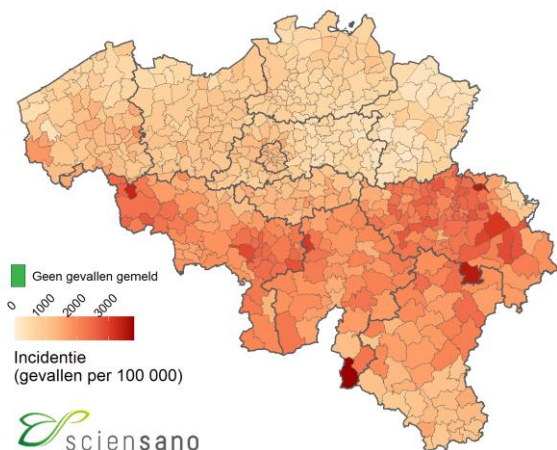 Geen gevallen gemeld
0 1000 2000 3000
Incidentie
(gevallen per 100 000)
sciensano